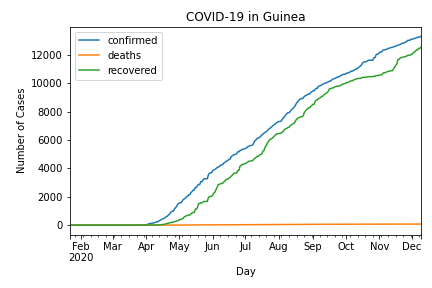 COVID-19 in Guinea
confirmed
deaths
recovered
Number of Cases
12000
10000
8000
6000
4000
2000
0
Feb Mar Apr May Jun Jul Aug Sep Oct Nov Dec
2020
Day